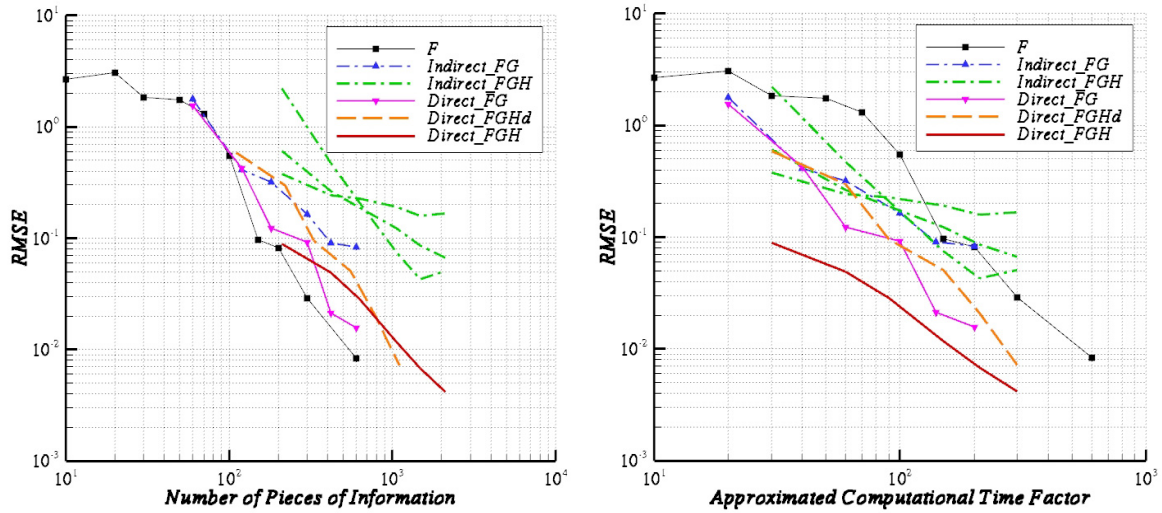 10^1
10^0
10^-1
10^-2
10^-3
RMSE
F
Indirect_FG
Indirect_FGH
Direct_FG
Direct_FGHd
Direct_FGH
10^1
10^2
10^3
10^4
Number of Pieces of Information
10^1
10^0
10^-1
10^-2
10^-3
RMSE
F
Indirect_FG
Indirect_FGH
Direct_FG
Direct_FGHd
Direct_FGH
10^1
10^2
10^3
Approximated Computational Time Factor